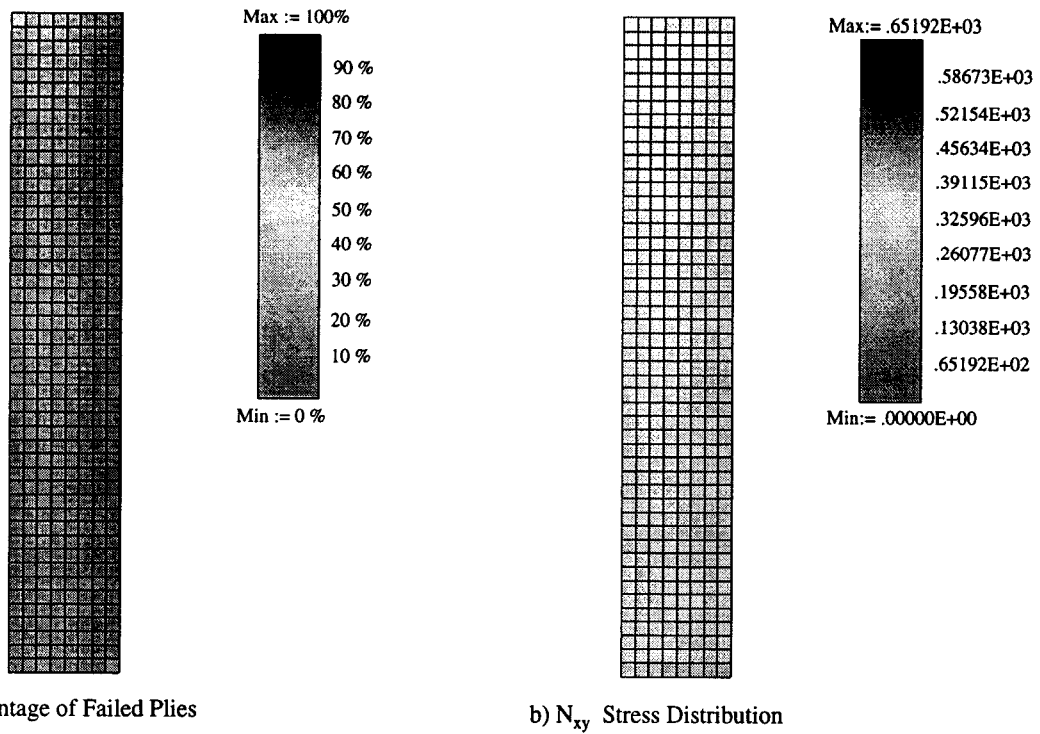 Max := 100%
90 %
80 %
70 %
60 %
50 %
40 %
30 %
20 %
10 %
Min := 0 %
ntage of Failed Plies
Max:= .65192E+03
.58673E+03
.52154E+03
.45634E+03
.39115E+03
.32596E+03
.26077E+03
.19558E+03
.13038E+03
.65192E+02
Min:= .00000E+00
b) Nxy Stress Distribution